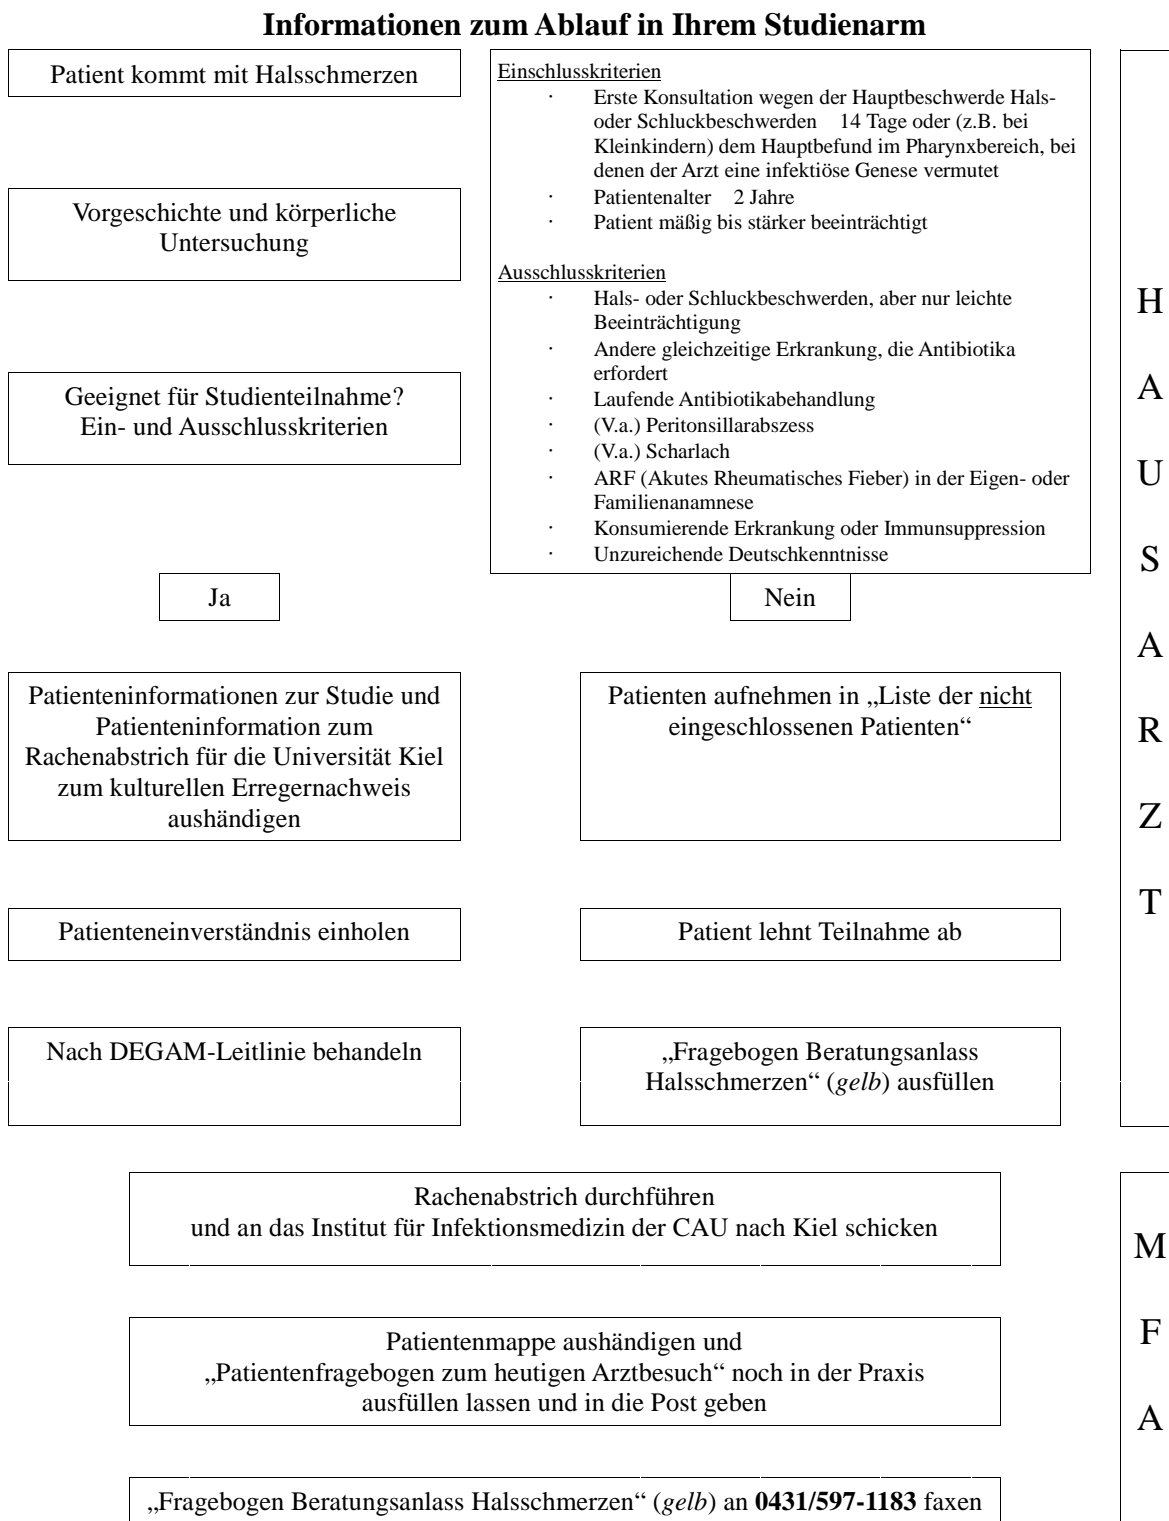 Informationen zum Ablauf in Ihrem Studienarm
Patient kommt mit Halsschmerzen
Vorgeschichte und körperliche
Untersuchung
Geeignet für Studienteilnahme?
Ein- und Ausschlusskriterien
Einschlusskriterien
· Erste Konsultation wegen der Hauptbeschwerde Hals-
oder Schluckbeschwerden 14 Tage oder (z.B. bei
Kleinkindern) dem Hauptbefund im Pharynxbereich, bei
denen der Arzt eine infektiöse Genese vermutet
· Patientenalter 2 Jahre
· Patient mäßig bis stärker beeinträchtigt
Ausschlusskriterien
· Hals- oder Schluckbeschwerden, aber nur leichte
Beeinträchtigung
· Andere gleichzeitige Erkrankung, die Antibiotika
erfordert
· Laufende Antibiotikabehandlung
· (V.a.) Peritonsillarabszess
· (V.a.) Scharlach
· ARF (Akutes Rheumatisches Fieber) in der Eigen- oder
Familienanamnese
· Konsumierende Erkrankung oder Immunsuppression
· Unzureichende Deutschkenntnisse
Ja
Nein
Patienteninformationen zur Studie und
Patienteninformation zum
Rachenabstrich für die Universität Kiel
zum kulturellen Erregernachweis
aushändigen
Patienten aufnehmen in „Liste der nicht
eingeschlossenen Patienten“
Patienteneinverständnis einholen
Patient lehnt Teilnahme ab
Nach DEGAM-Leitlinie behandeln
„Fragebogen Beratungsanlass
Halsschmerzen“ (gelb) ausfüllen
H
A
U
S
A
R
Z
T
Rachenabstrich durchführen
und an das Institut für Infektionsmedizin der CAU nach Kiel schicken
Patientenmappe aushändigen und
„Patientenfragebogen zum heutigen Arztbesuch“ noch in der Praxis
ausfüllen lassen und in die Post geben
„Fragebogen Beratungsanlass Halsschmerzen“ (gelb) an 0431/597-1183 faxen
M
F
A